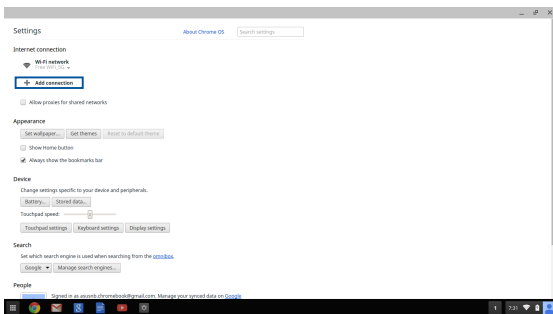 Settings About Chrome OS Search settings
Internet connection
Wi-Fi network
Free WiFi_5G
Add connection
Allow proxies for shared networks
Appearance
Set wallpaper... Get themes Reset to default theme
Show Home button
Always show the bookmarks bar
Device
Change settings specific to your device and peripherals.
Battery... Stored data...
Touchpad speed:
Touchpad settings Keyboard settings Display settings
Search
Set which search engine is used when searching from the omnibox.
Google Manage search engines...
People
Signed in as asusnb.chromebook@gmail.com. Manage your synced data on Google
1 7:31